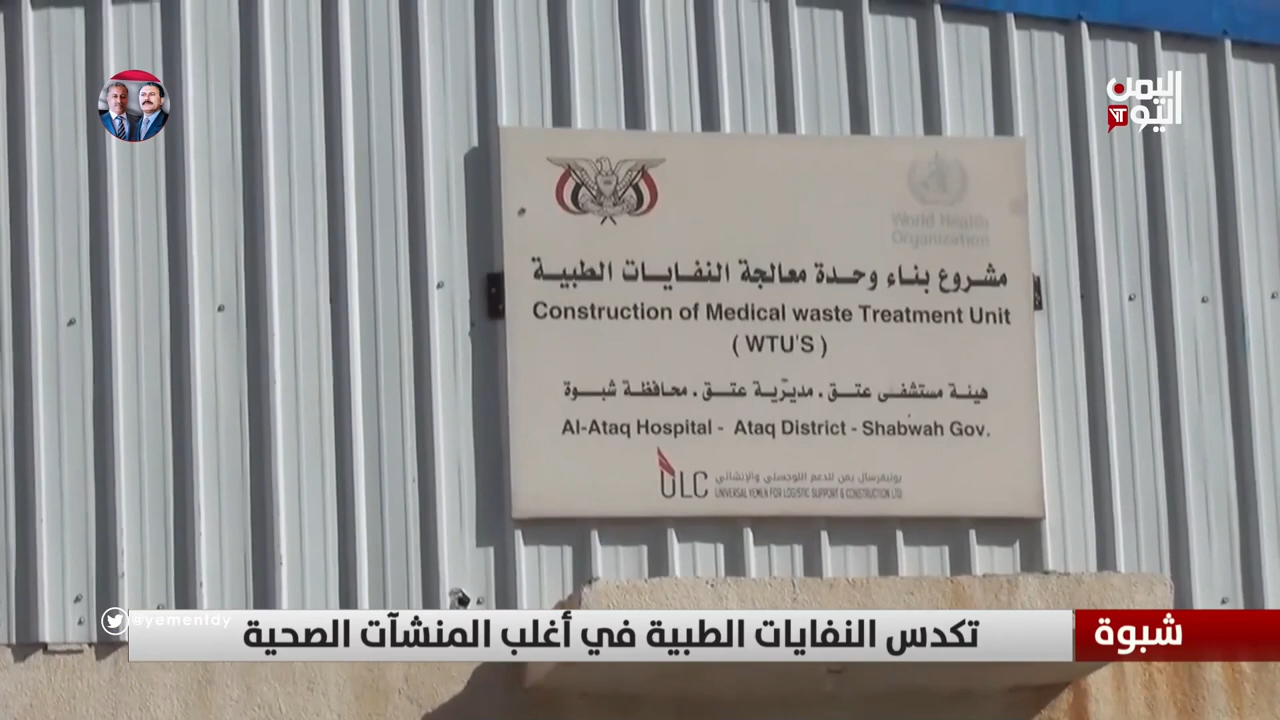 اليمن
اليوم
YT
World Health
Organization
مشروع بناء وحدة معالجة النفايات الطبية
Construction of Medical waste Treatment Unit
( WTU'S )
هيئة مستشفى عتق . مديرية عتق . محافظة شبوة
Al-Ataq Hospital - Ataq District - Shabwah Gov.
ULC
يونيفرسال يمن للدعم اللوجستي والإنشائي
UNIVERSAL YEMEN FOR LOGISTIC SUPPORT & CONSTRUCTION LTD
@yementdy
شبوة
تكدس النفايات الطبية في أغلب المنشآت الصحية